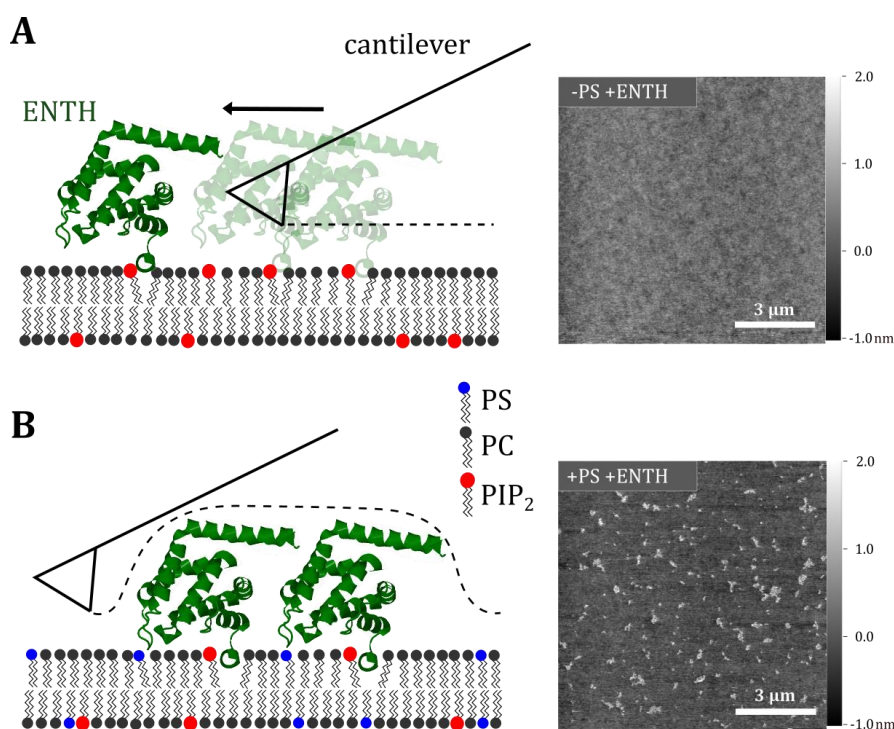 A
cantilever
ENTH
-PS +ENTH
3 µm
2.0
1.0
0.0
-1.0 nm
B
PS
PC
PIP₂
+PS +ENTH
3 µm
2.0
1.0
0.0
-1.0 nm